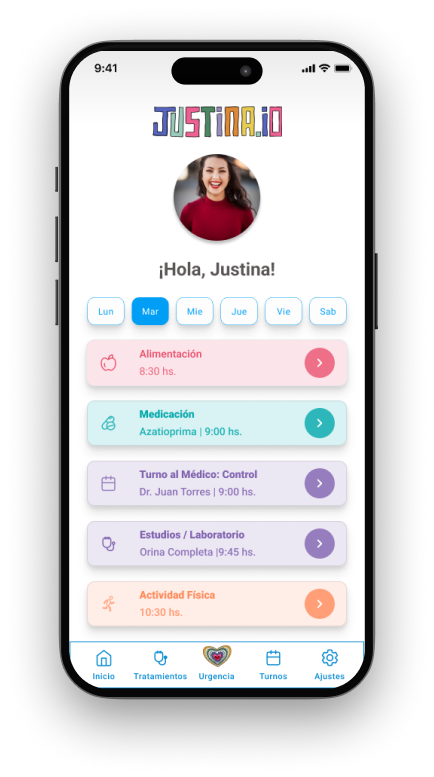 9:41
JUSTINA.IO
¡Hola, Justina!
Lun Mar Mie Jue Vie Sab
Alimentación
8:30 hs.
Medicación
Azatioprima | 9:00 hs.
Turno al Médico: Control
Dr. Juan Torres | 9:00 hs.
Estudios / Laboratorio
Orina Completa |9:45 hs.
Actividad Física
10:30 hs.
Inicio Tratamientos Urgencia Turnos Ajustes